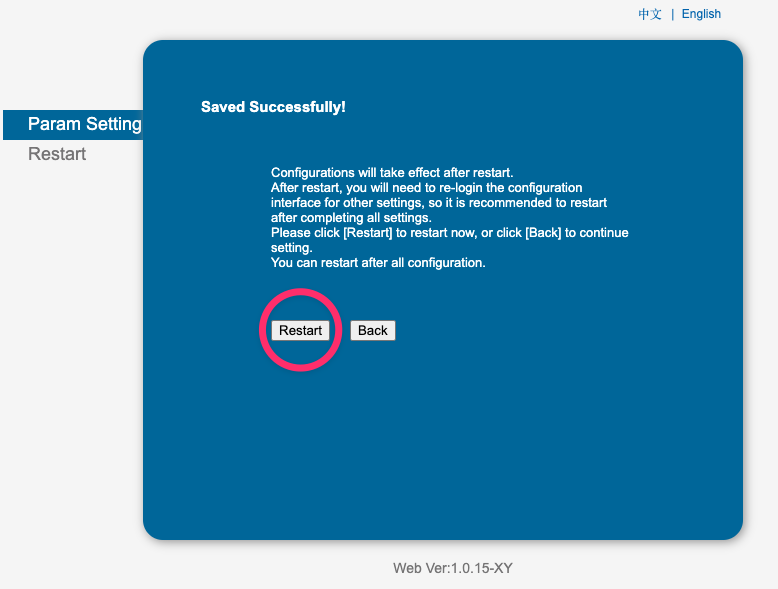 中文 | English
Saved Successfully!
Param Setting
Restart
Configurations will take effect after restart.
After restart, you will need to re-login the configuration
interface for other settings, so it is recommended to restart
after completing all settings.
Please click [Restart] to restart now, or click [Back] to continue
setting.
You can restart after all configuration.
Restart Back
Web Ver:1.0.15-XY